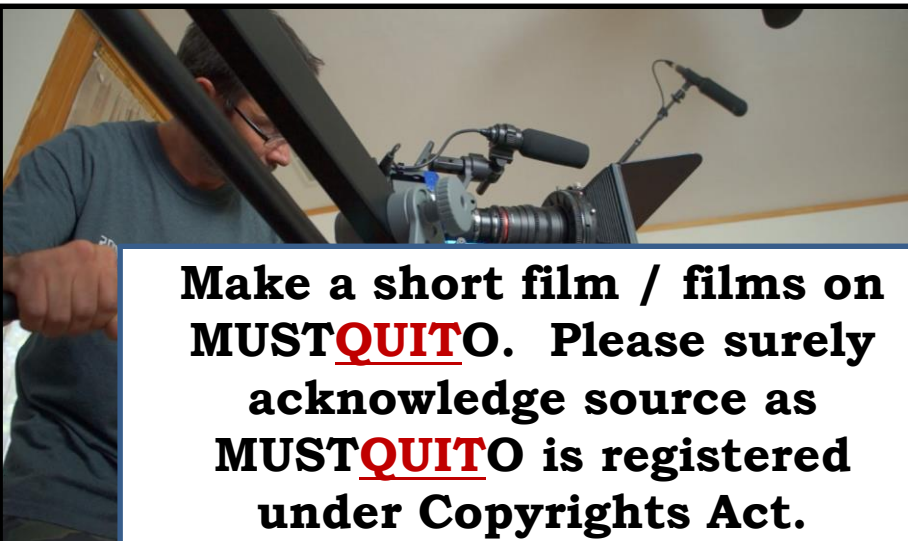 Make a short film / films on
MUSTQUITO. Please surely
acknowledge source as
MUSTQUITO is registered
under Copyrights Act.